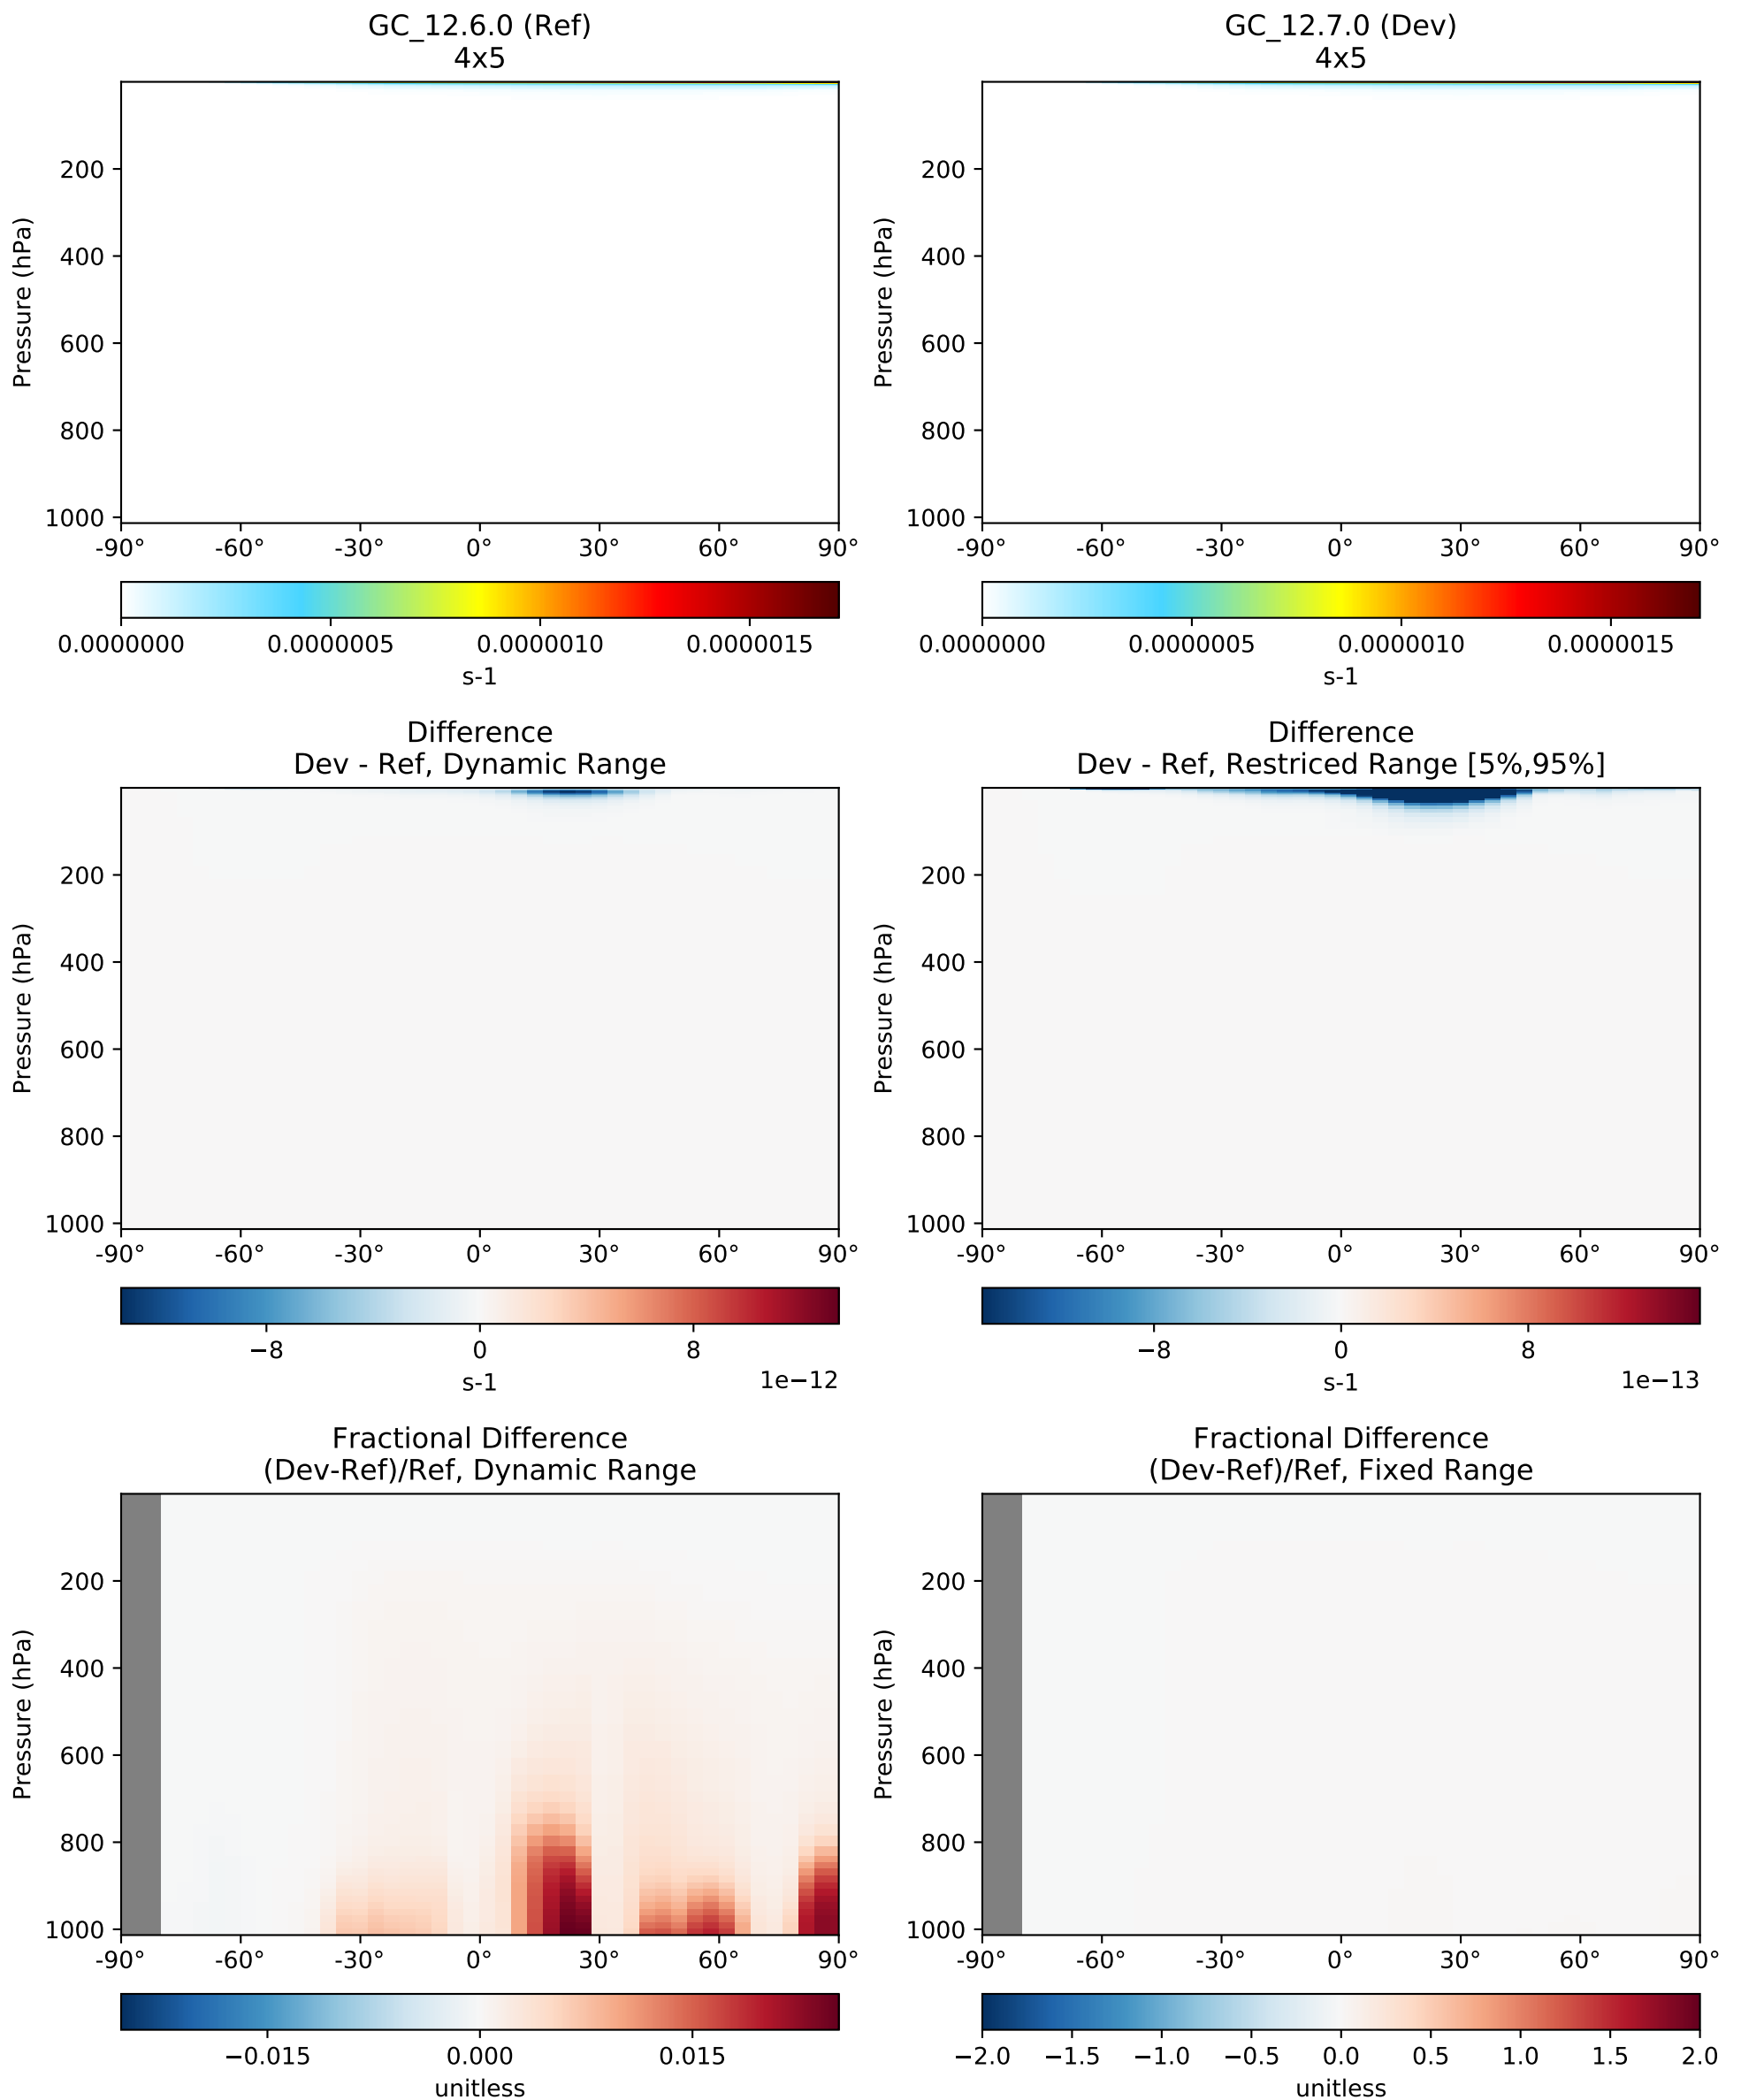 GC_12.6.0 (Ref)
4x5
Pressure (hPa)
200
400
600
800
1000
-90° -60° -30° 0° 30° 60° 90°
0.0000000 0.0000005 0.0000010 0.0000015
s-1
GC_12.7.0 (Dev)
4x5
Pressure (hPa)
200
400
600
800
1000
-90° -60° -30° 0° 30° 60° 90°
0.0000000 0.0000005 0.0000010 0.0000015
s-1
Difference
Dev - Ref, Dynamic Range
Pressure (hPa)
200
400
600
800
1000
-90° -60° -30° 0° 30° 60° 90°
−8 0 8
s-1 1e−12
Difference
Dev - Ref, Restriced Range [5%,95%]
Pressure (hPa)
200
400
600
800
1000
-90° -60° -30° 0° 30° 60° 90°
−8 0 8
s-1 1e−13
Fractional Difference
(Dev-Ref)/Ref, Dynamic Range
Pressure (hPa)
200
400
600
800
1000
-90° -60° -30° 0° 30° 60° 90°
−0.015 0.000 0.015
unitless
Fractional Difference
(Dev-Ref)/Ref, Fixed Range
Pressure (hPa)
200
400
600
800
1000
-90° -60° -30° 0° 30° 60° 90°
−2.0 −1.5 −1.0 −0.5 0.0 0.5 1.0 1.5 2.0
unitless